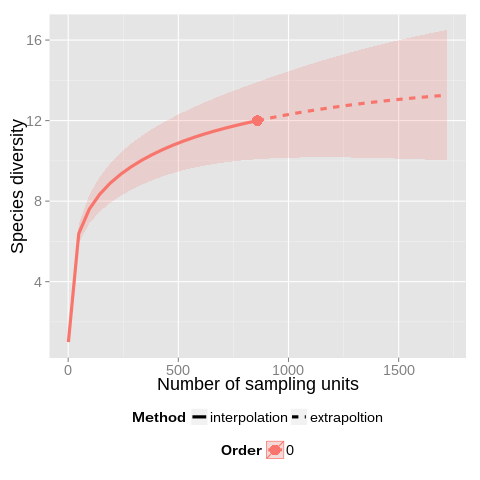 16
12
8
4
Species diversity
0 500 1000 1500
Number of sampling units
Method interpolation extrapoltion
Order 0